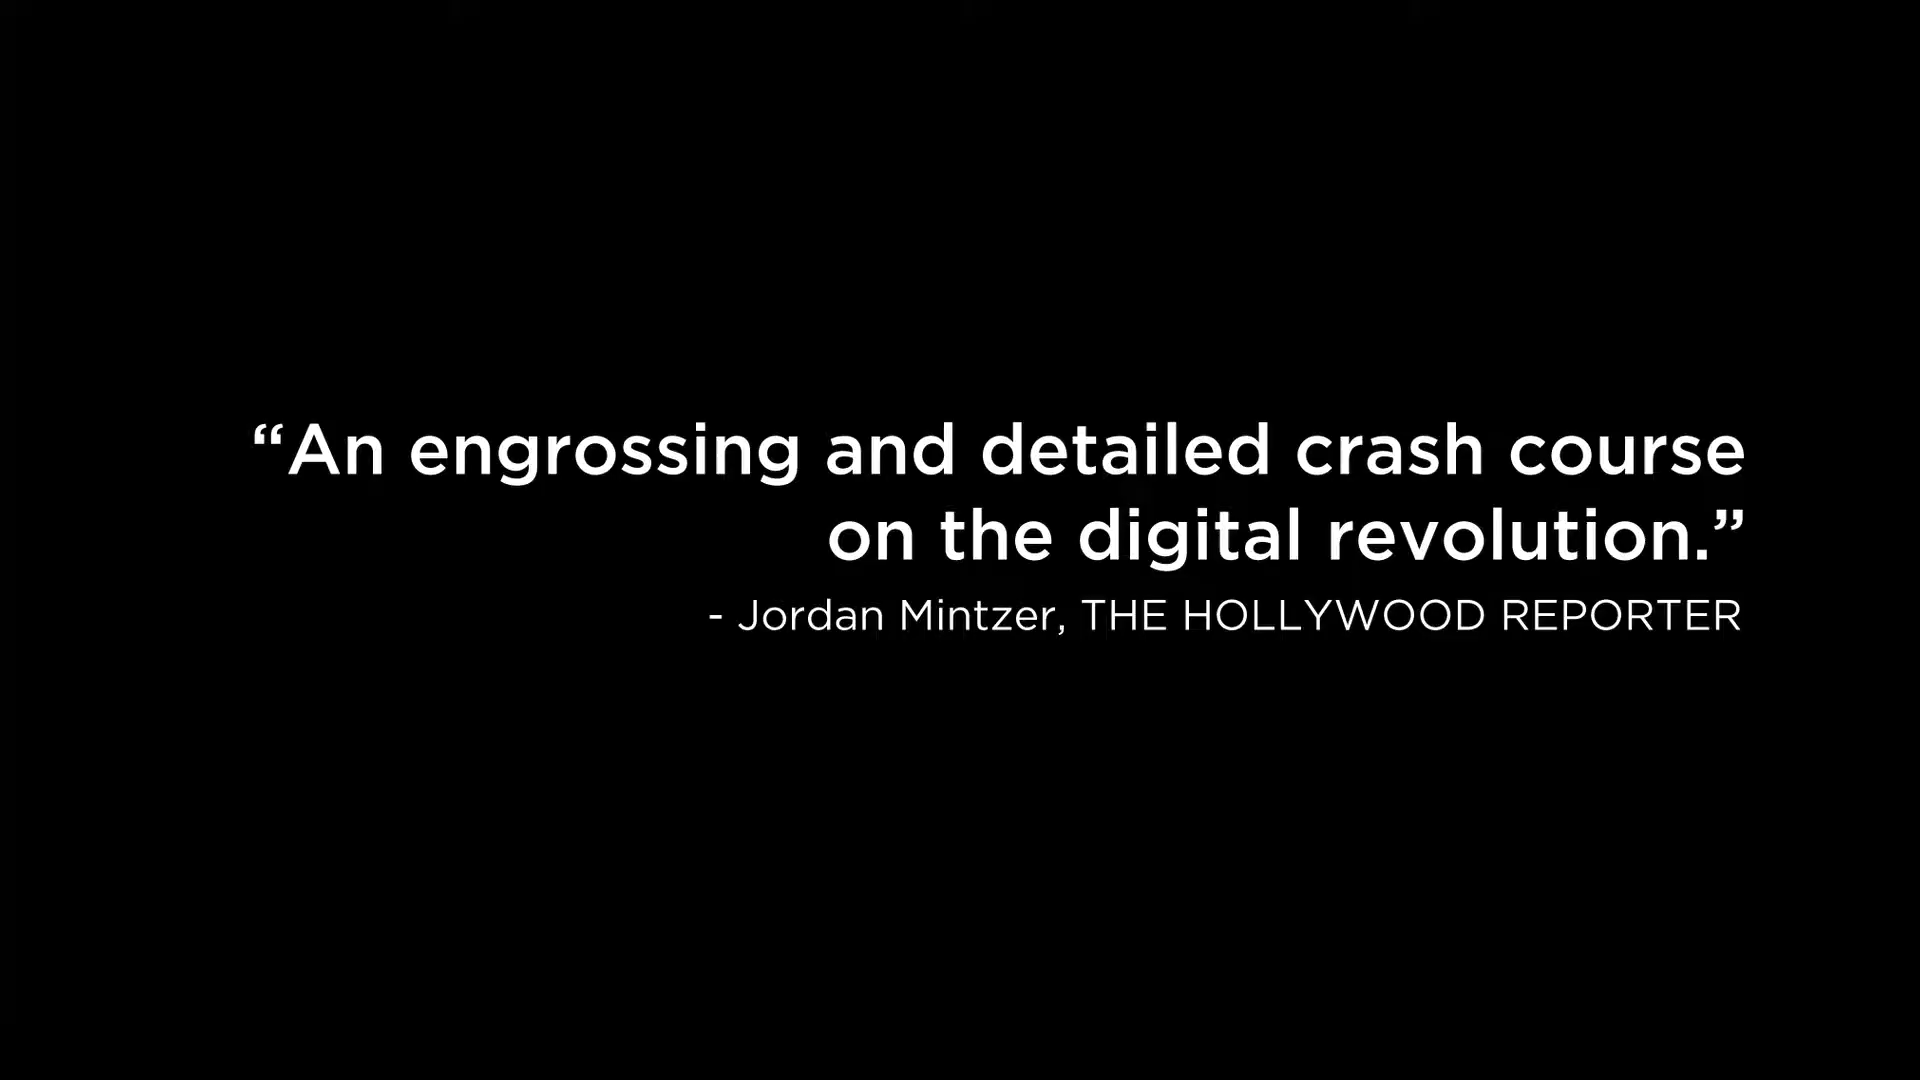 “An engrossing and detailed crash course
on the digital revolution.”
- Jordan Mintzer, THE HOLLYWOOD REPORTER